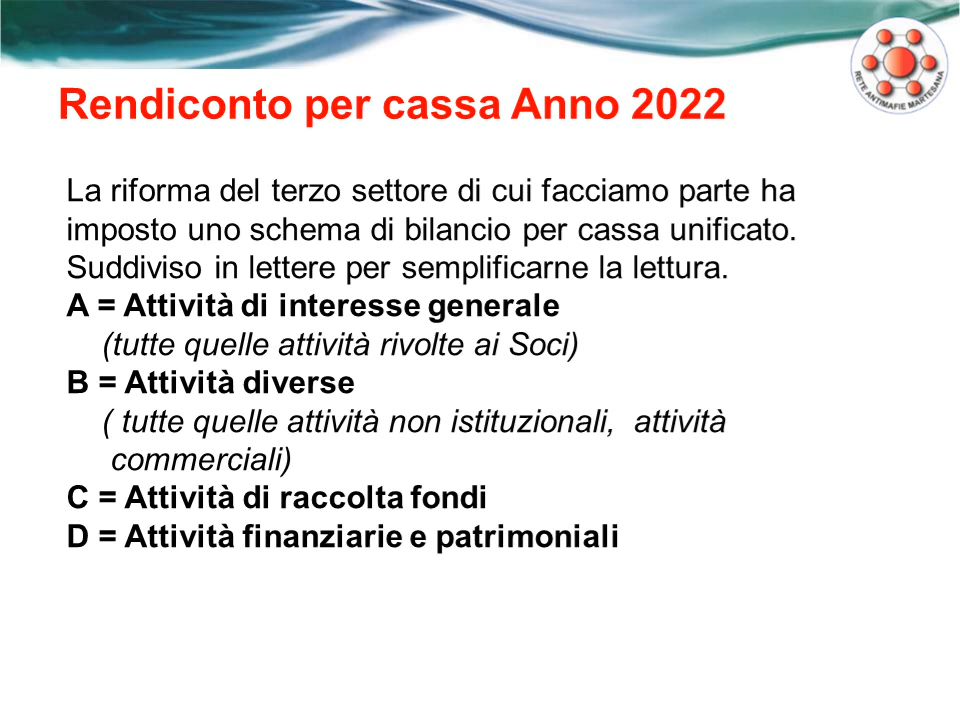 Rendiconto per cassa Anno 2022
RETE ANTIMAFIE MARTESANA
La riforma del terzo settore di cui facciamo parte ha
imposto uno schema di bilancio per cassa unificato.
Suddiviso in lettere per semplificarne la lettura.
A = Attività di interesse generale
(tutte quelle attività rivolte ai Soci)
B = Attività diverse
( tutte quelle attività non istituzionali, attività
commerciali)
C = Attività di raccolta fondi
D = Attività finanziarie e patrimoniali